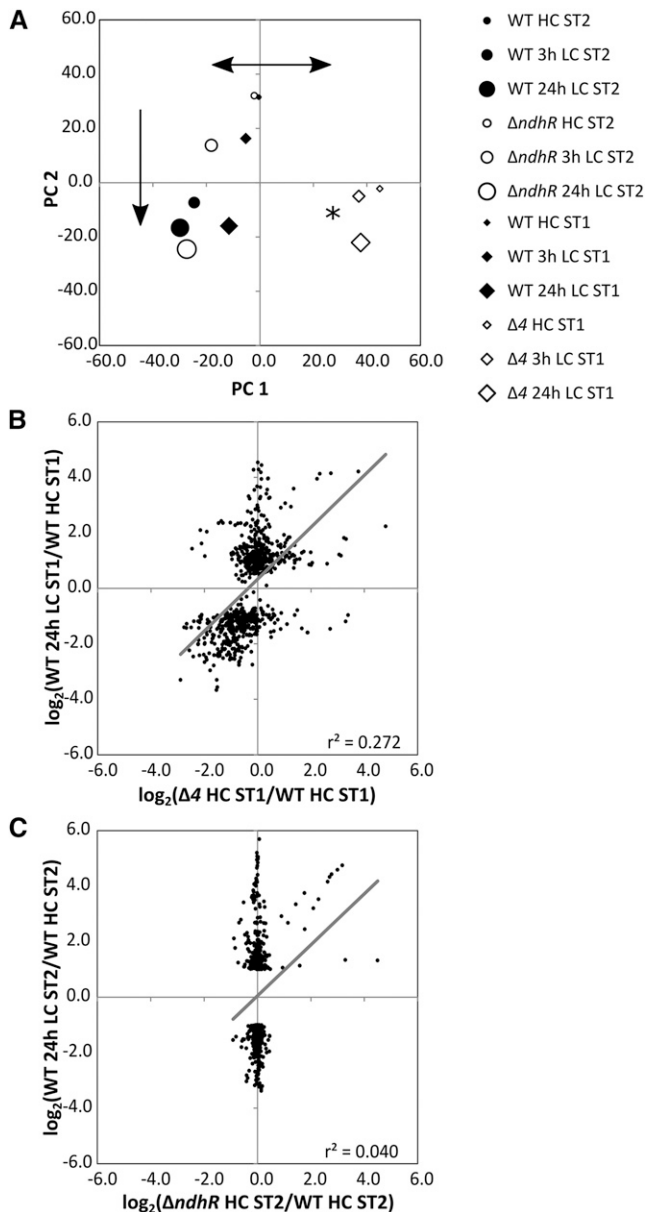 A
60.0
40.0
20.0
0.0
-20.0
-40.0
-60.0
PC 2
*
-60.0 -40.0 -20.0 0.0 20.0 40.0 60.0
PC 1
WT HC ST2
WT 3h LC ST2
WT 24h LC ST2
ΔndhR HC ST2
ΔndhR 3h LC ST2
ΔndhR 24h LC ST2
WT HC ST1
WT 3h LC ST1
WT 24h LC ST1
Δ4 HC ST1
Δ4 3h LC ST1
Δ4 24h LC ST1
B
6.0
4.0
2.0
0.0
-2.0
-4.0
-6.0
log₂(WT 24h LC ST1/WT HC ST1)
r² = 0.272
-6.0 -4.0 -2.0 0.0 2.0 4.0 6.0
log₂(Δ4 HC ST1/WT HC ST1)
C
6.0
4.0
2.0
0.0
-2.0
-4.0
-6.0
log₂(WT 24h LC ST2/WT HC ST2)
r² = 0.040
-6.0 -4.0 -2.0 0.0 2.0 4.0 6.0
log₂(ΔndhR HC ST2/WT HC ST2)